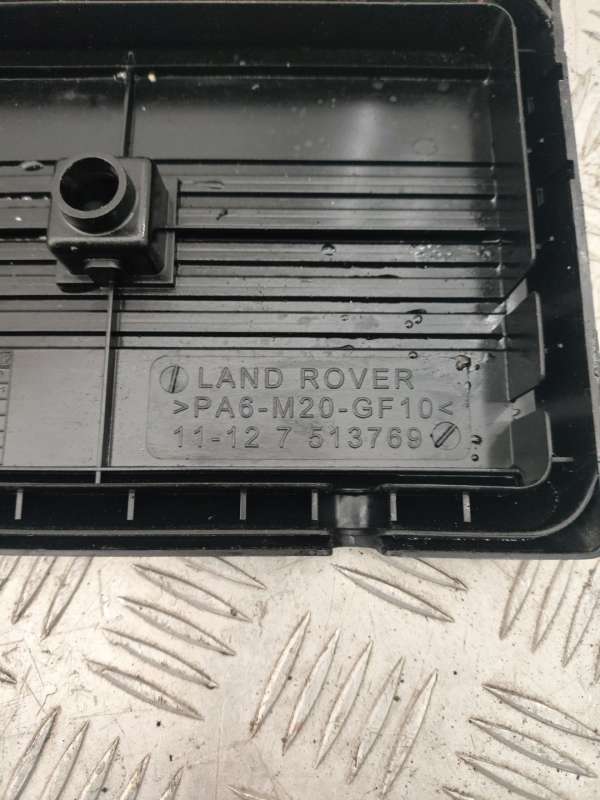 LAND ROVER
>PA6-M20-GF10<
11-12 7 513769